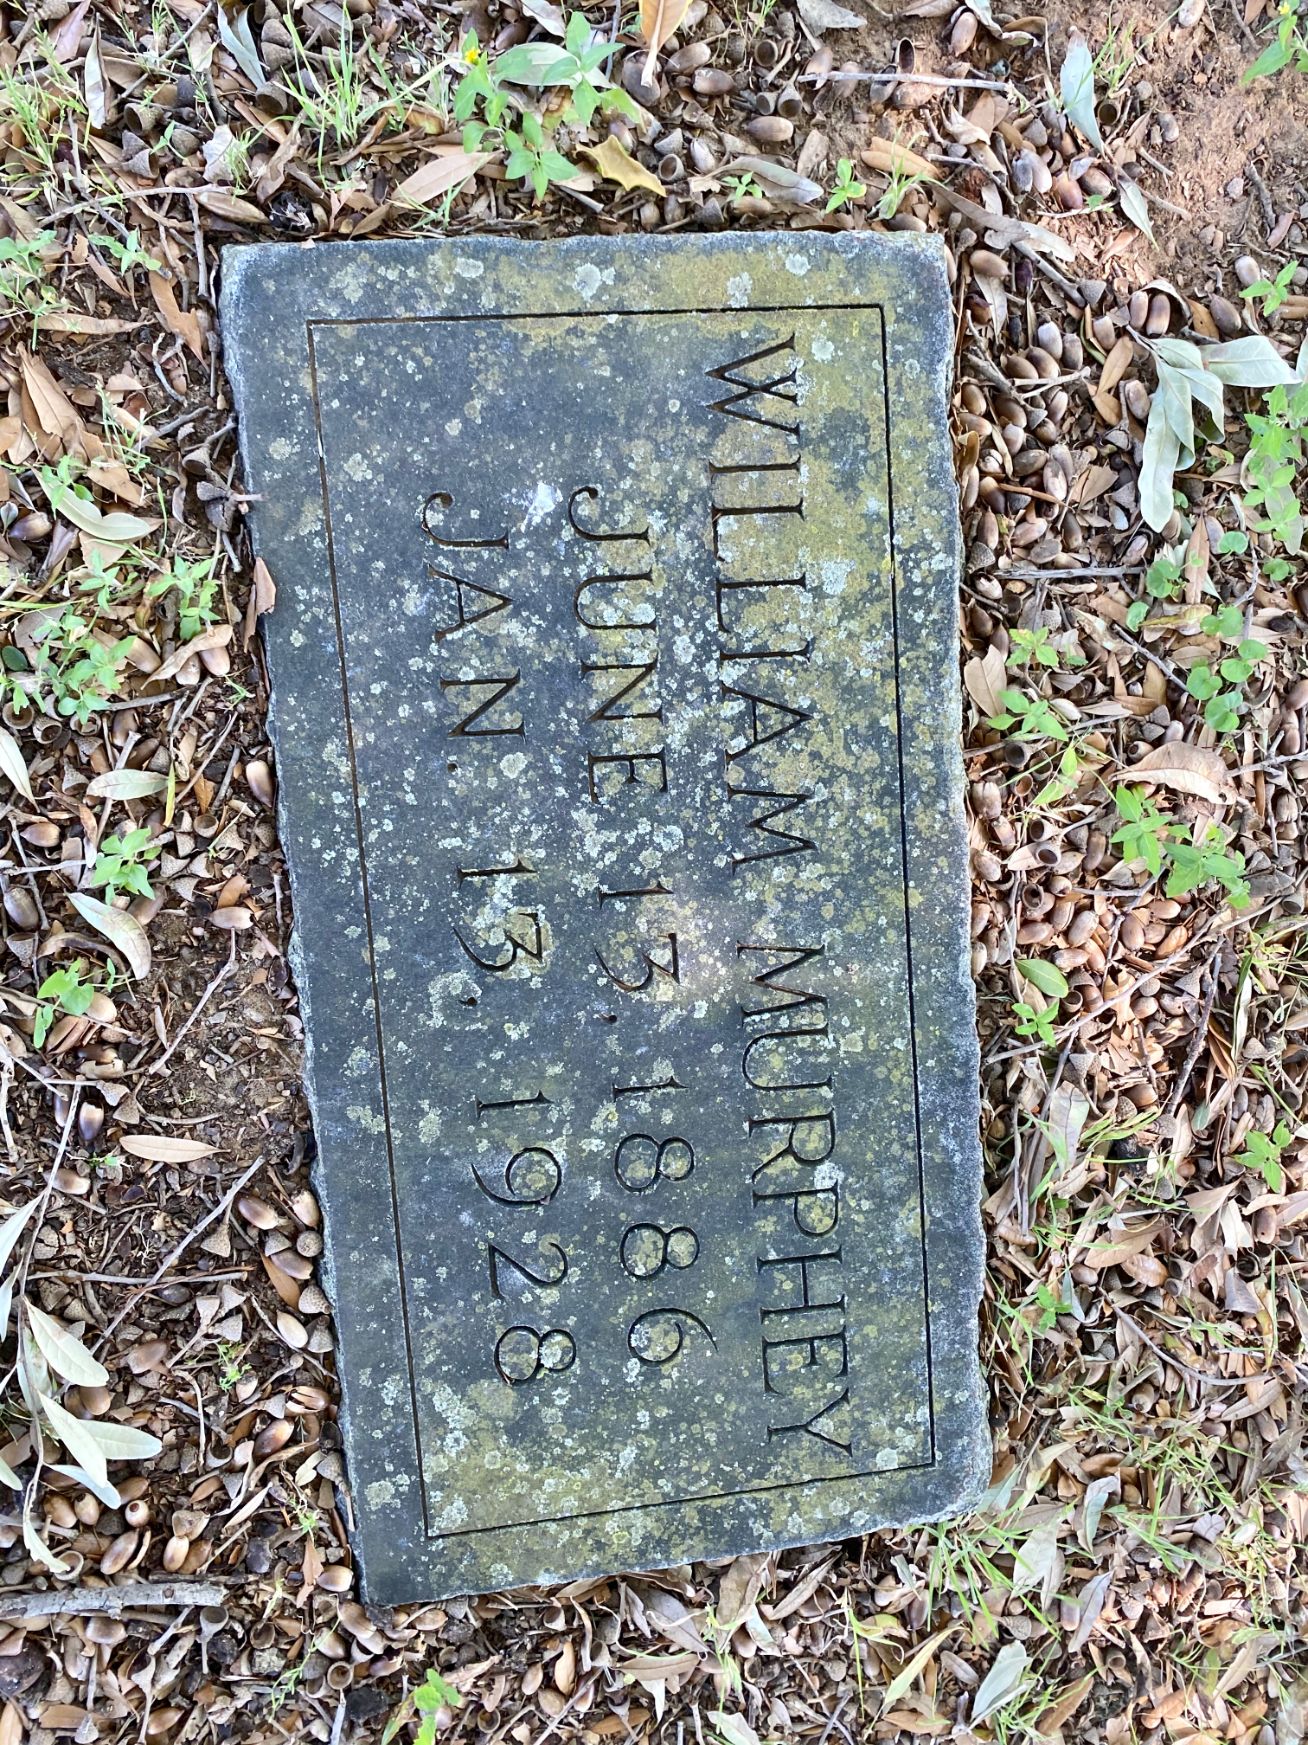 WILLIAM MURPHEY
JUNE 13, 1886
JAN. 13, 1928